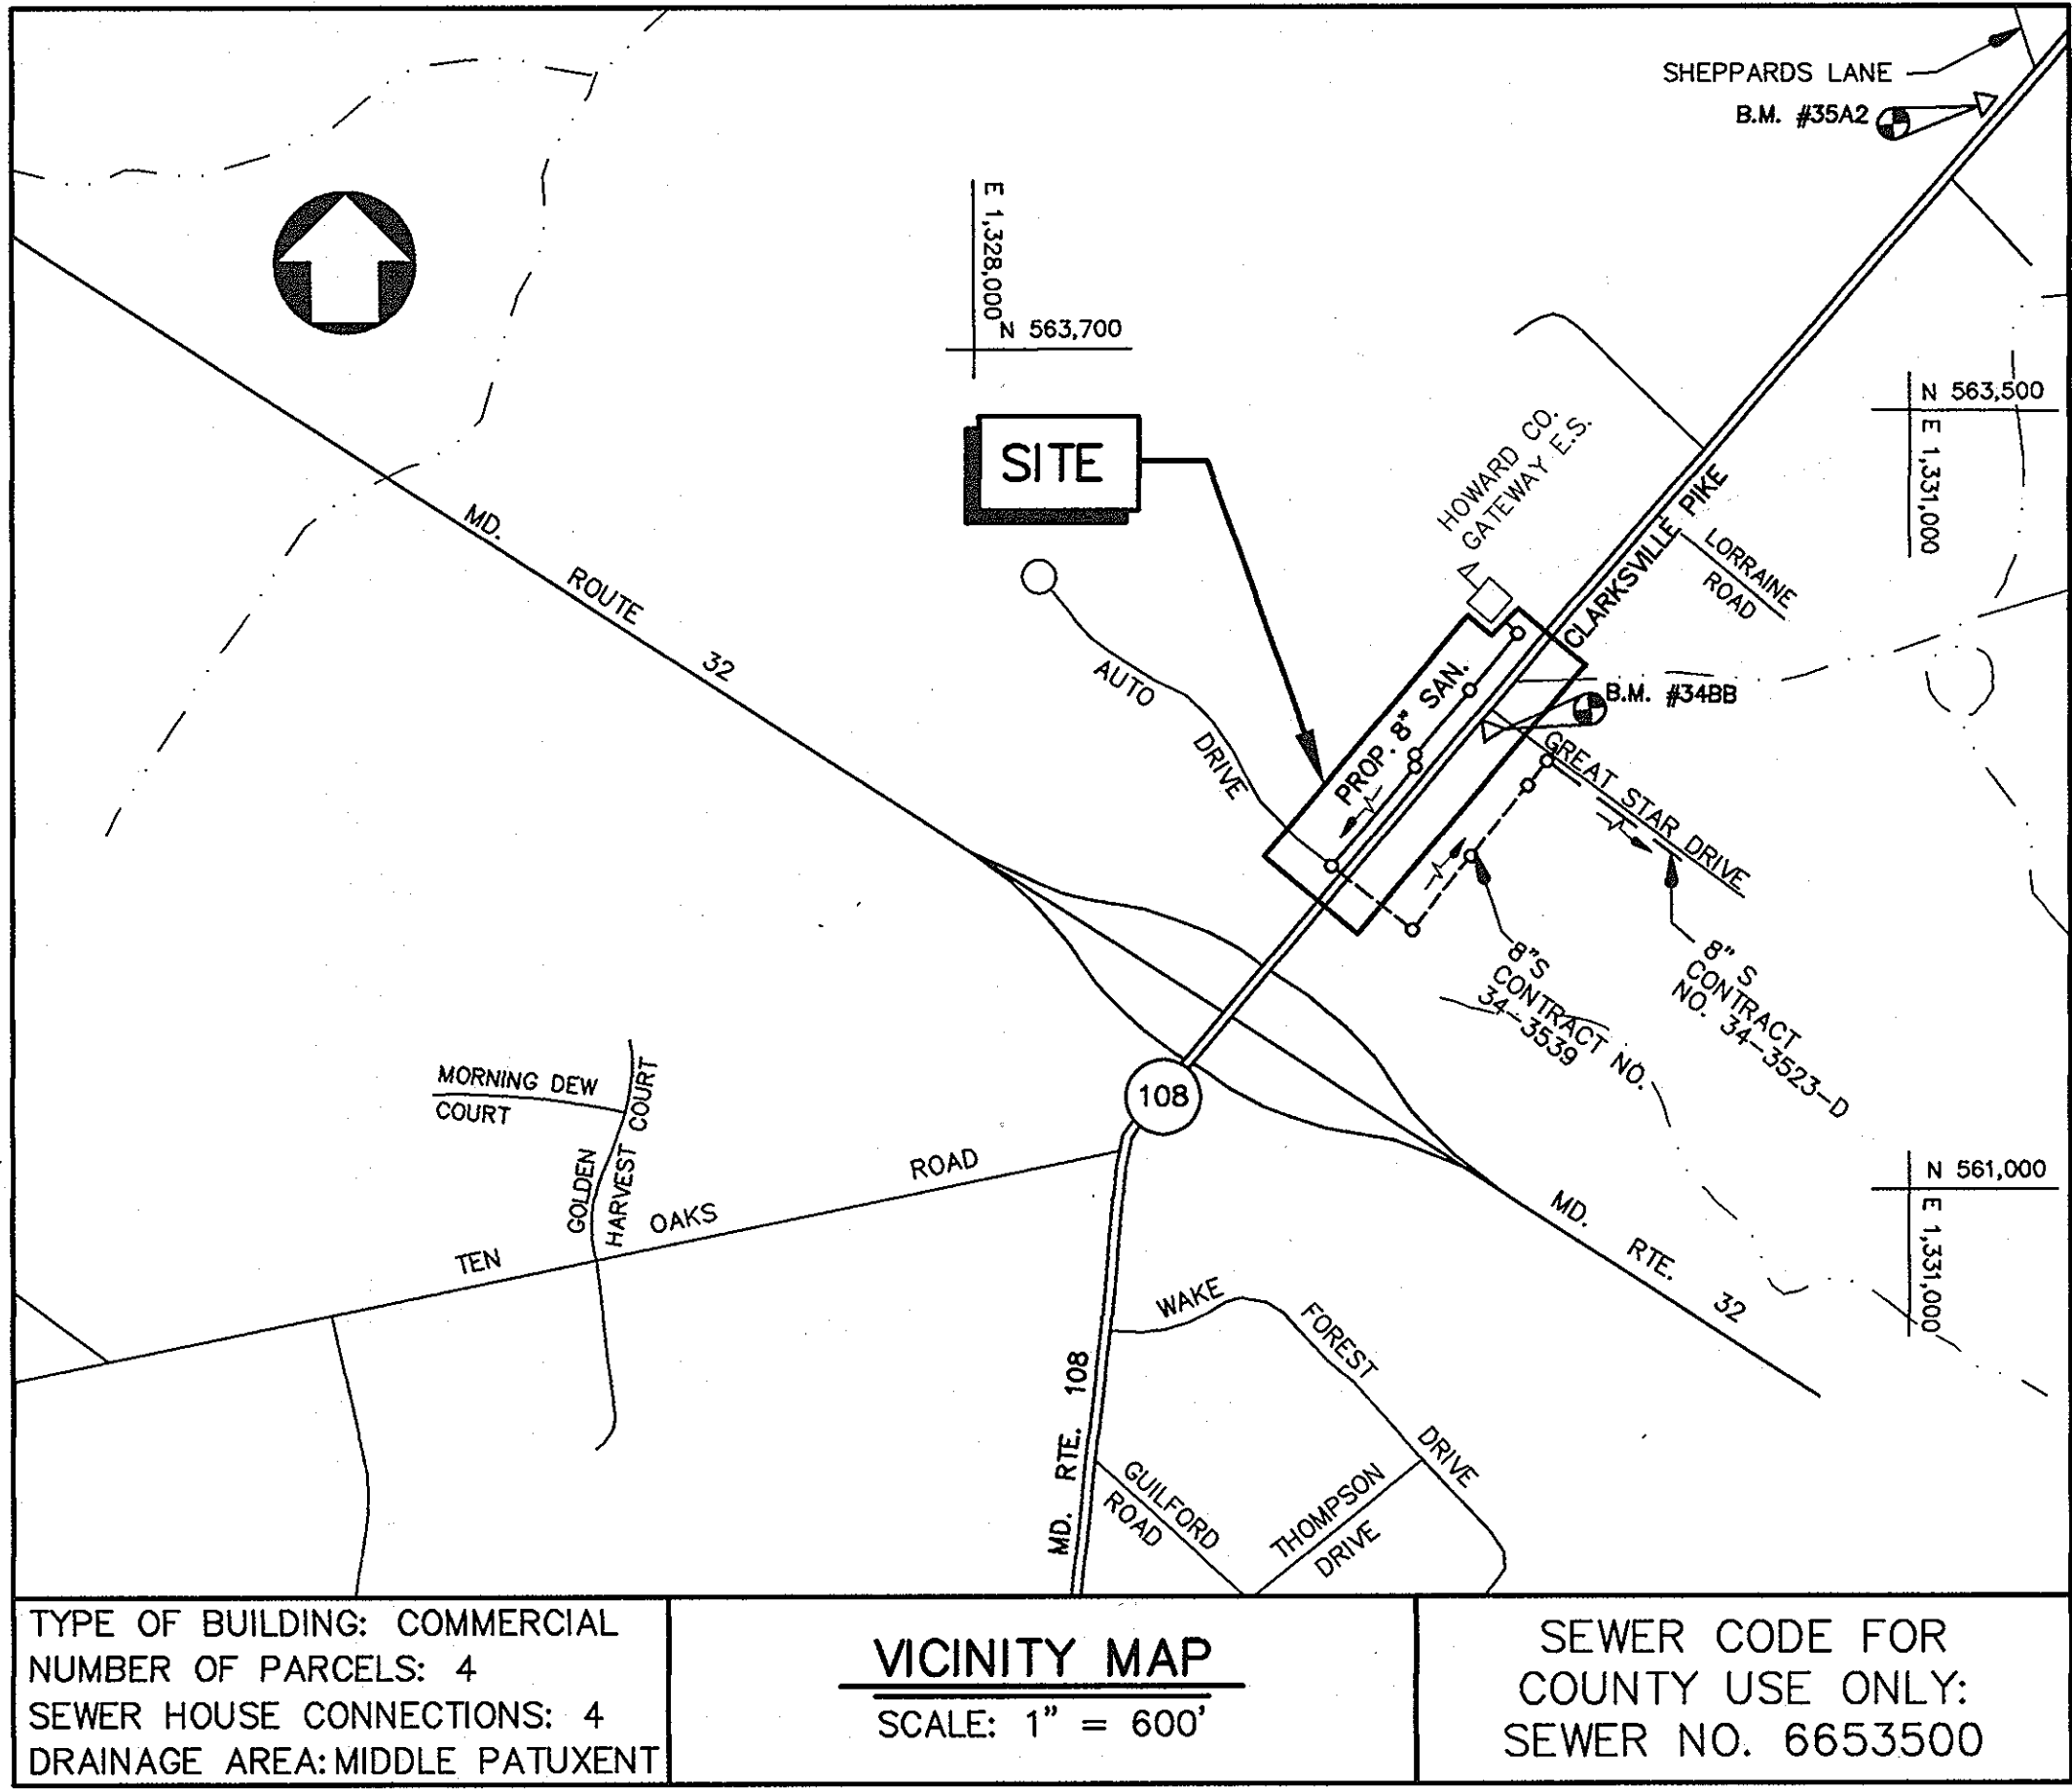 SHEPPARDS LANE
B.M. #35A2
E 1,328,000
N 563,700
N 563,500
E 1,331,000
SITE
HOWARD CO.
GATEWAY E.S.
CLARKSVILLE PIKE
LORRAINE
ROAD
MD.
ROUTE
32
AUTO
DRIVE
PROP. 8" SAN.
B.M. #34BB
GREAT STAR DRIVE
8"S
CONTRACT NO.
34-3539
8" S
CONTRACT
NO. 34-3523-D
108
MORNING DEW
COURT
GOLDEN
HARVEST COURT
TEN
OAKS
ROAD
N 561,000
E 1,331,000
MD.
RTE.
32
WAKE
FOREST
DRIVE
MD. RTE. 108
GUILFORD
ROAD
THOMPSON
DRIVE
TYPE OF BUILDING: COMMERCIAL
NUMBER OF PARCELS: 4
SEWER HOUSE CONNECTIONS: 4
DRAINAGE AREA: MIDDLE PATUXENT
VICINITY MAP
SCALE: 1" = 600'
SEWER CODE FOR
COUNTY USE ONLY:
SEWER NO. 6653500